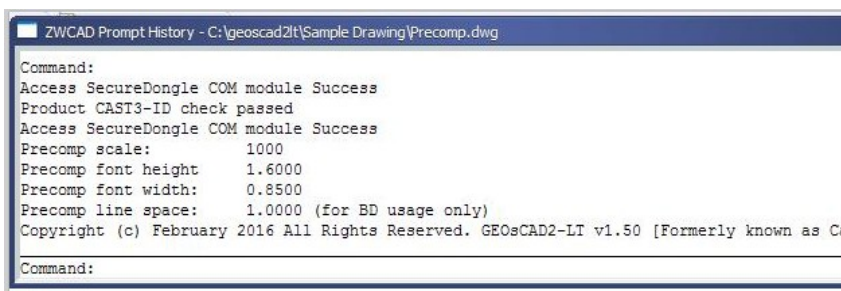 ZWCAD Prompt History - C:\geoscad2lt\Sample Drawing\Precomp.dwg
Command:
Access SecureDongle COM module Success
Product CAST3-ID check passed
Access SecureDongle COM module Success
Precomp scale: 1000
Precomp font height 1.6000
Precomp font width: 0.8500
Precomp line space: 1.0000 (for BD usage only)
Copyright (c) February 2016 All Rights Reserved. GEOsCAD2-LT v1.50 [Formerly known as
Command: